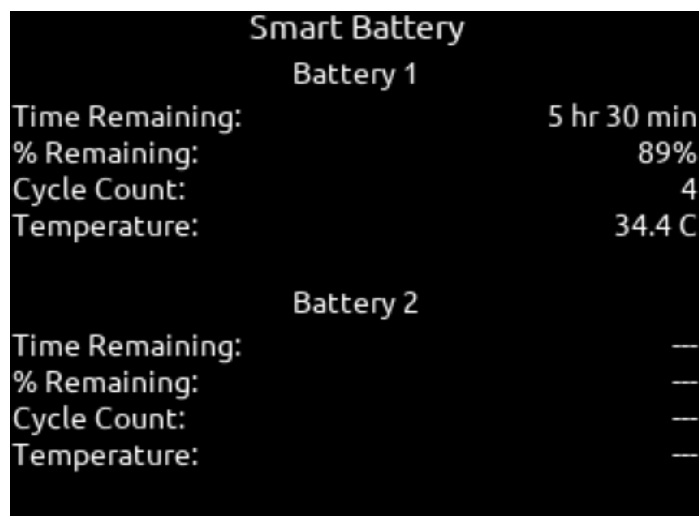 Smart Battery
Battery 1
Time Remaining: 5 hr 30 min
% Remaining: 89%
Cycle Count: 4
Temperature: 34.4 C
Battery 2
Time Remaining: ---
% Remaining: ---
Cycle Count: ---
Temperature: ---